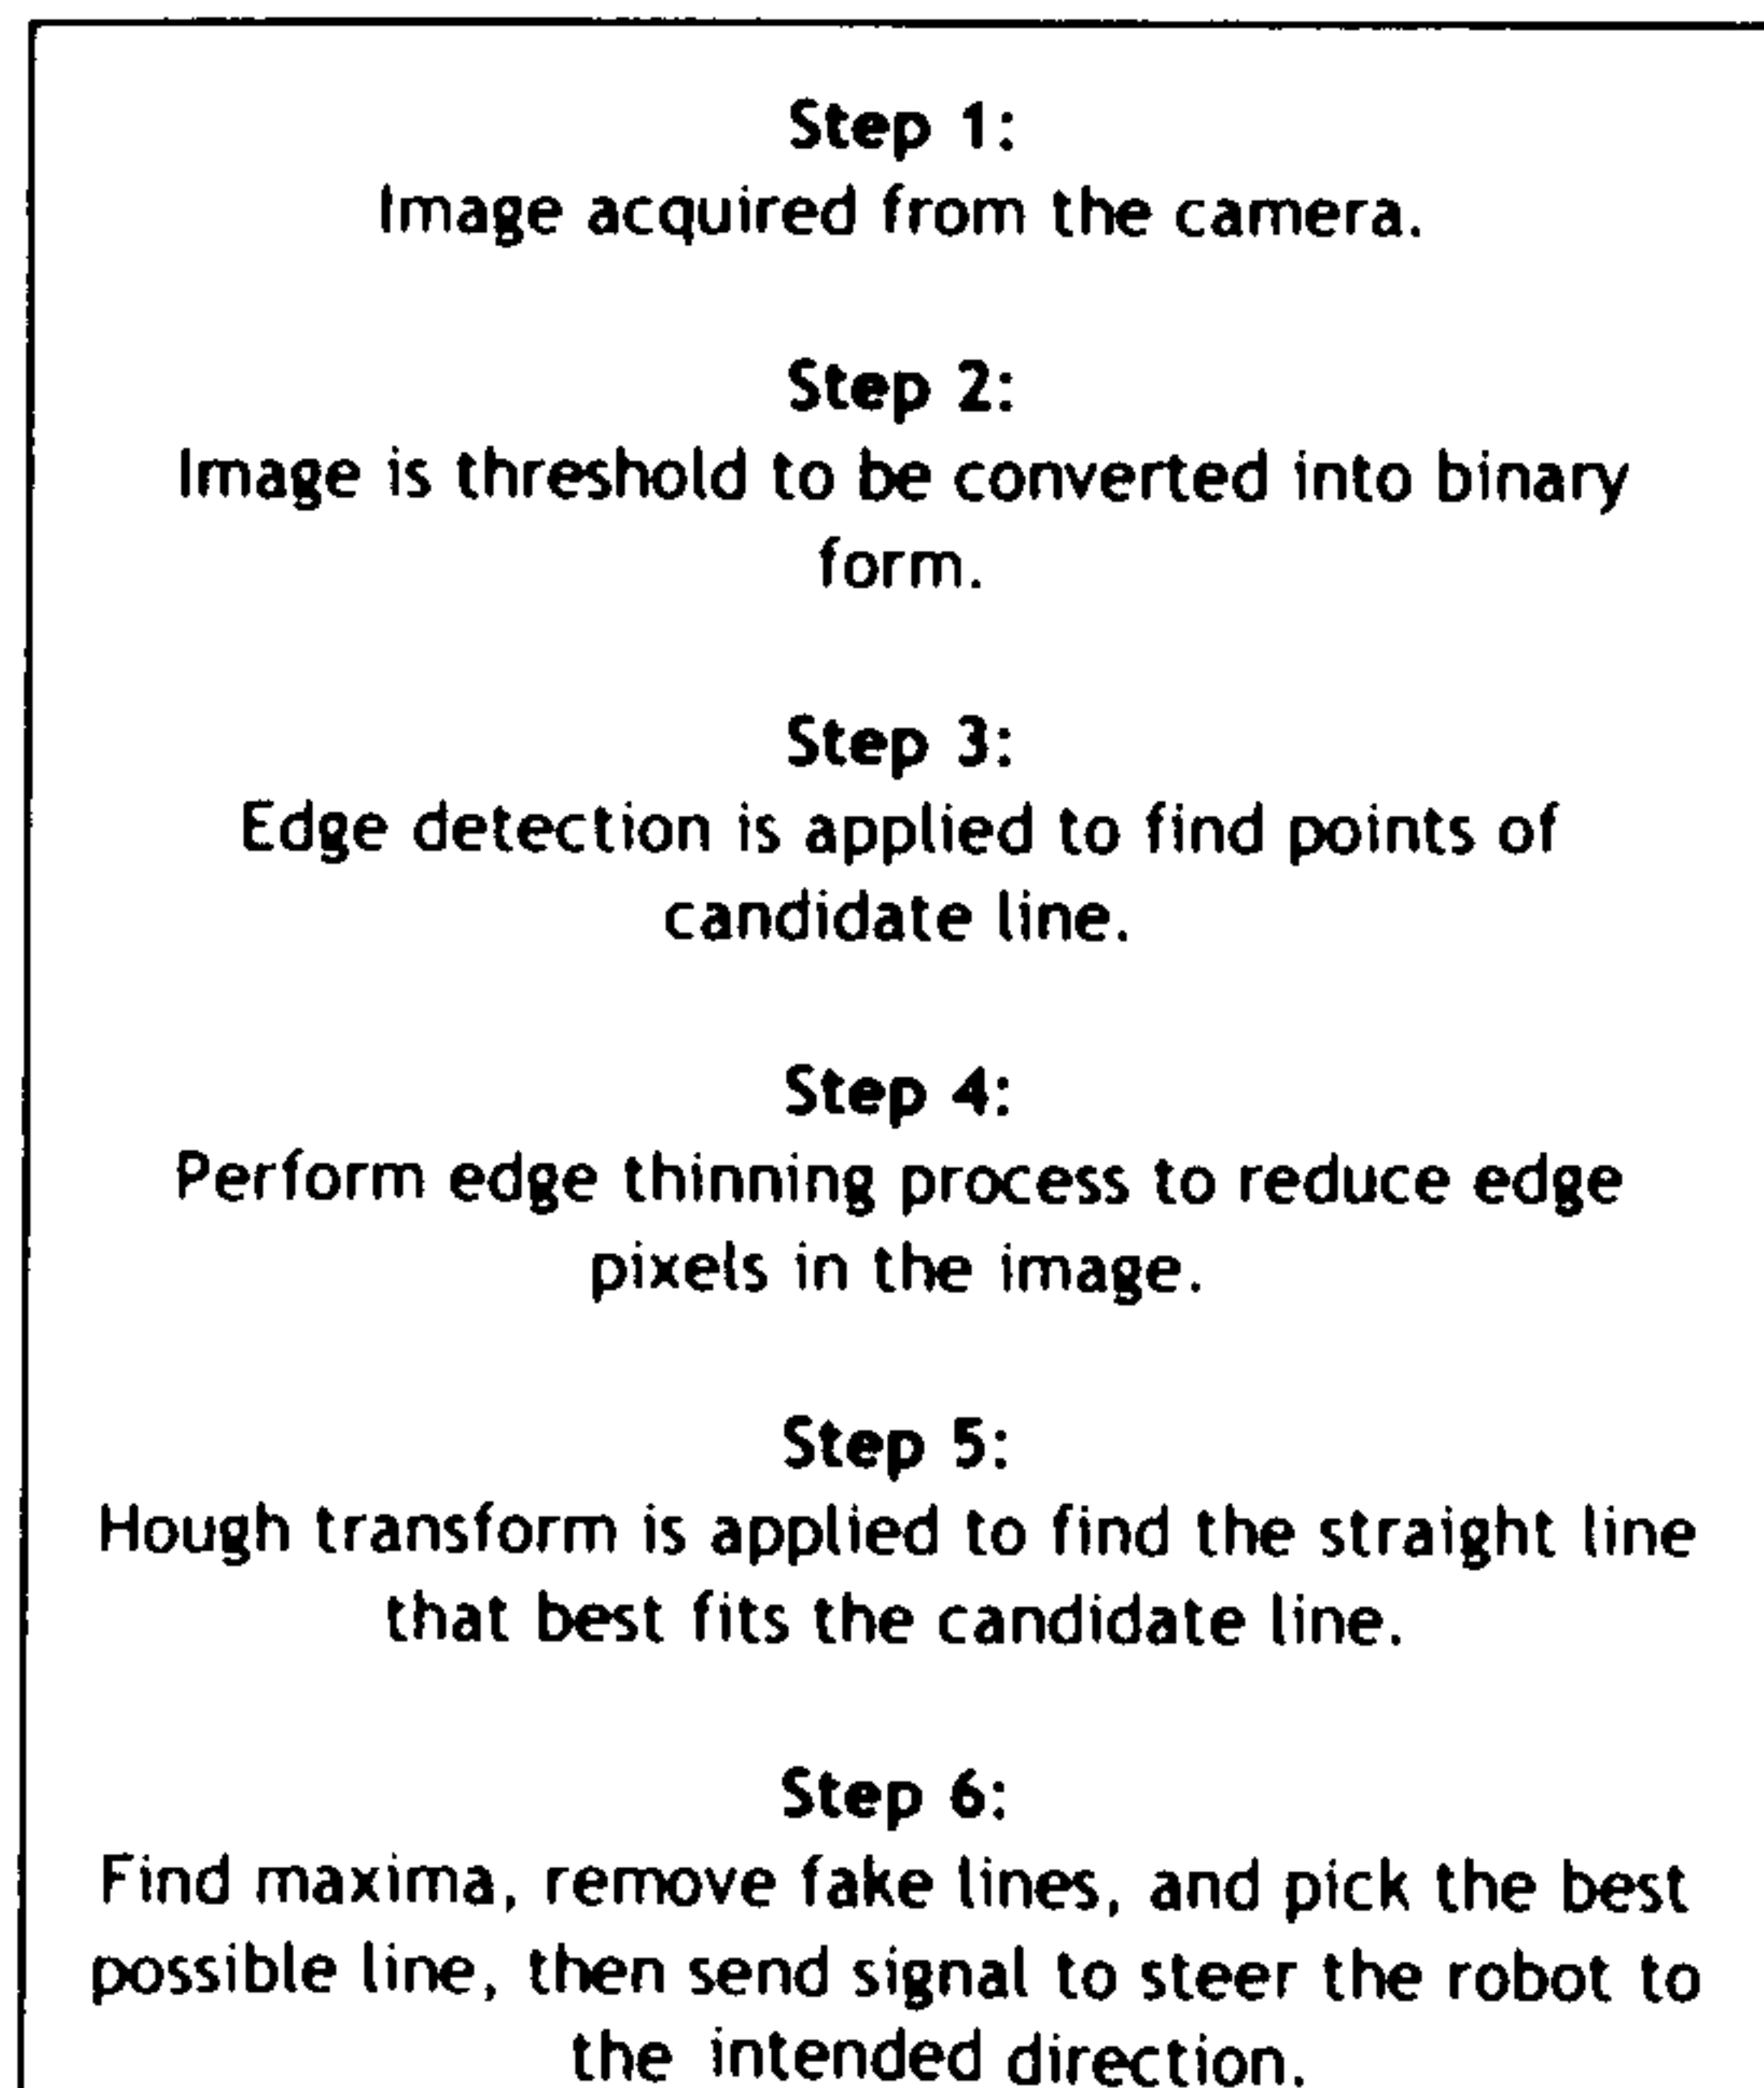 Step 1:
Image acquired from the camera.
Step 2:
Image is threshold to be converted into binary
form.
Step 3:
Edge detection is applied to find points of
candidate line.
Step 4:
Perform edge thinning process to reduce edge
pixels in the image.
Step 5:
Hough transform is applied to find the straight line
that best fits the candidate line.
Step 6:
Find maxima, remove fake lines, and pick the best
possible line, then send signal to steer the robot to
the intended direction.